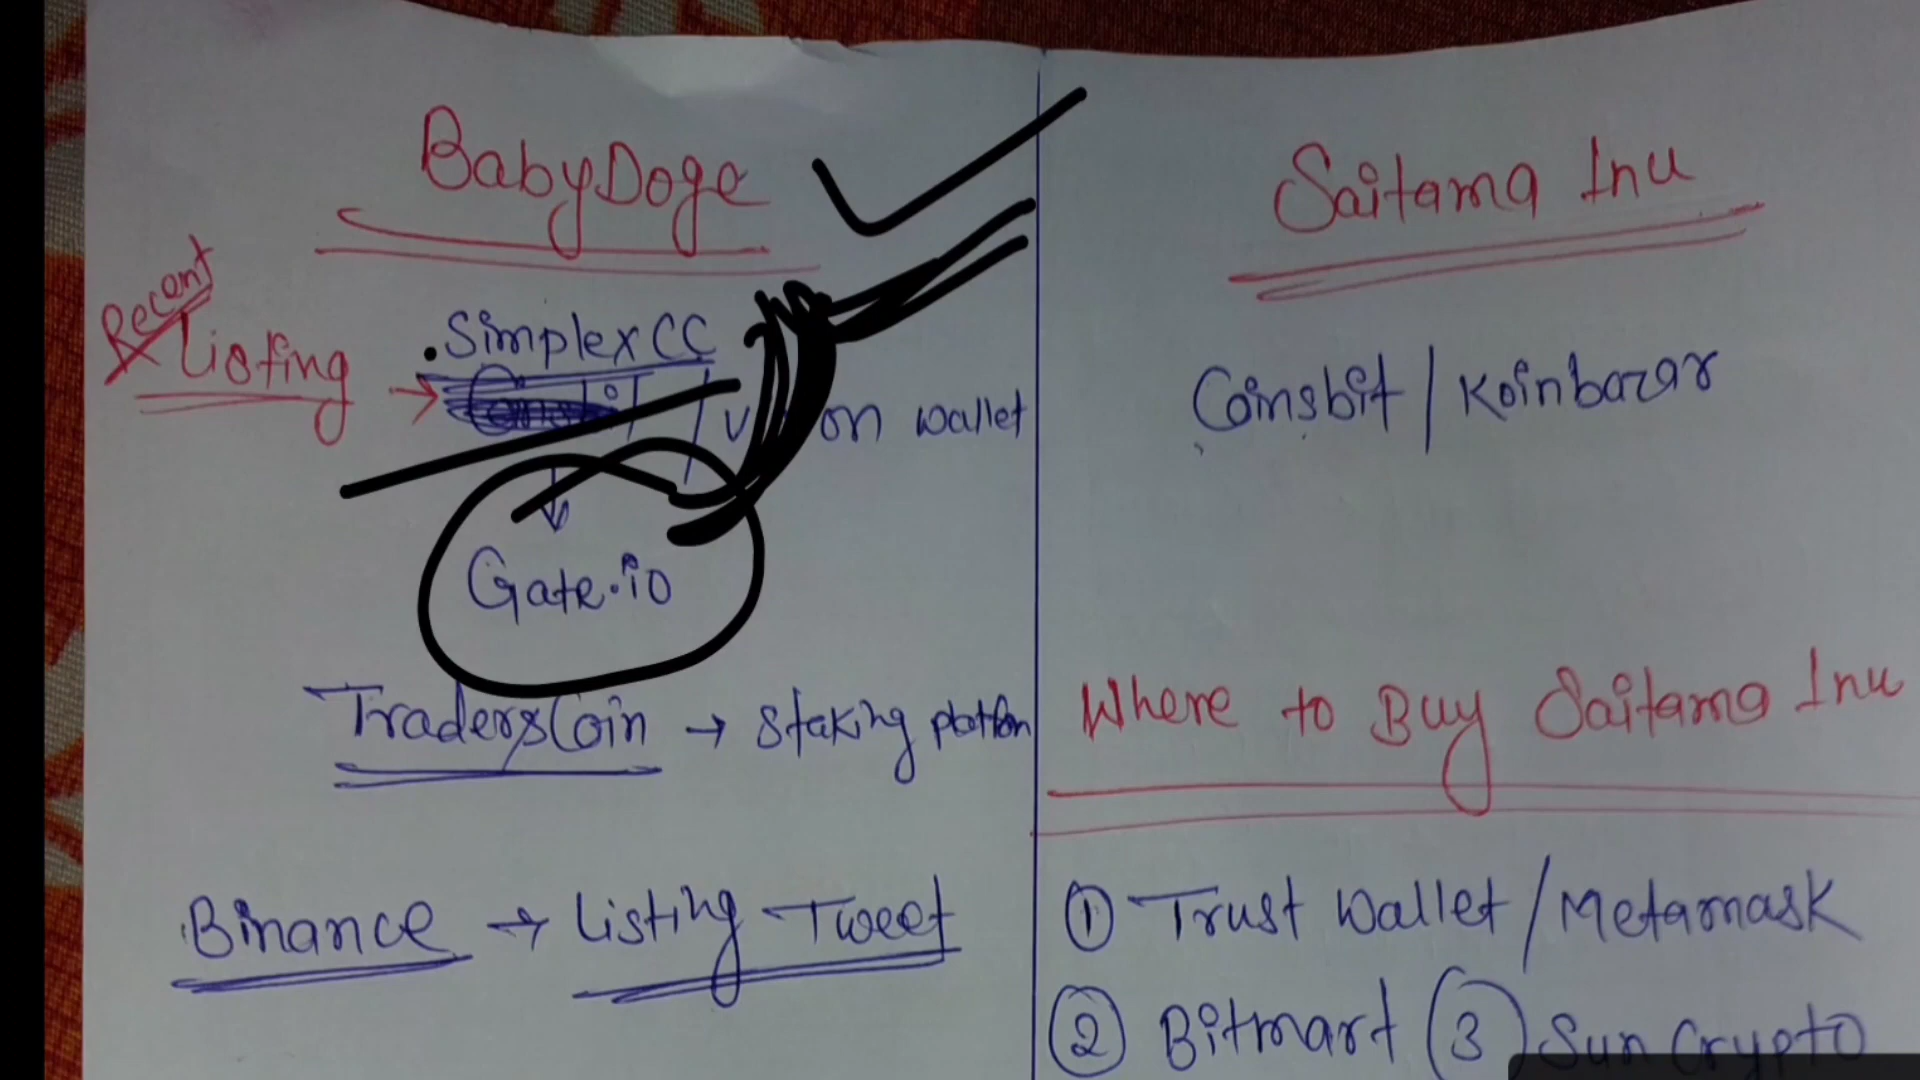 BabyDoge
Recent
Listing → . SimplexCC
/ on wallet
↓
Gate.io
TradersCoin → staking platform
Binance → Listing Tweet
Saitama Inu
Coinsbit / Koinbazar
Where to Buy Saitama Inu
① Trust Wallet / Metamask
② Bitmart ③ Sun Crypto